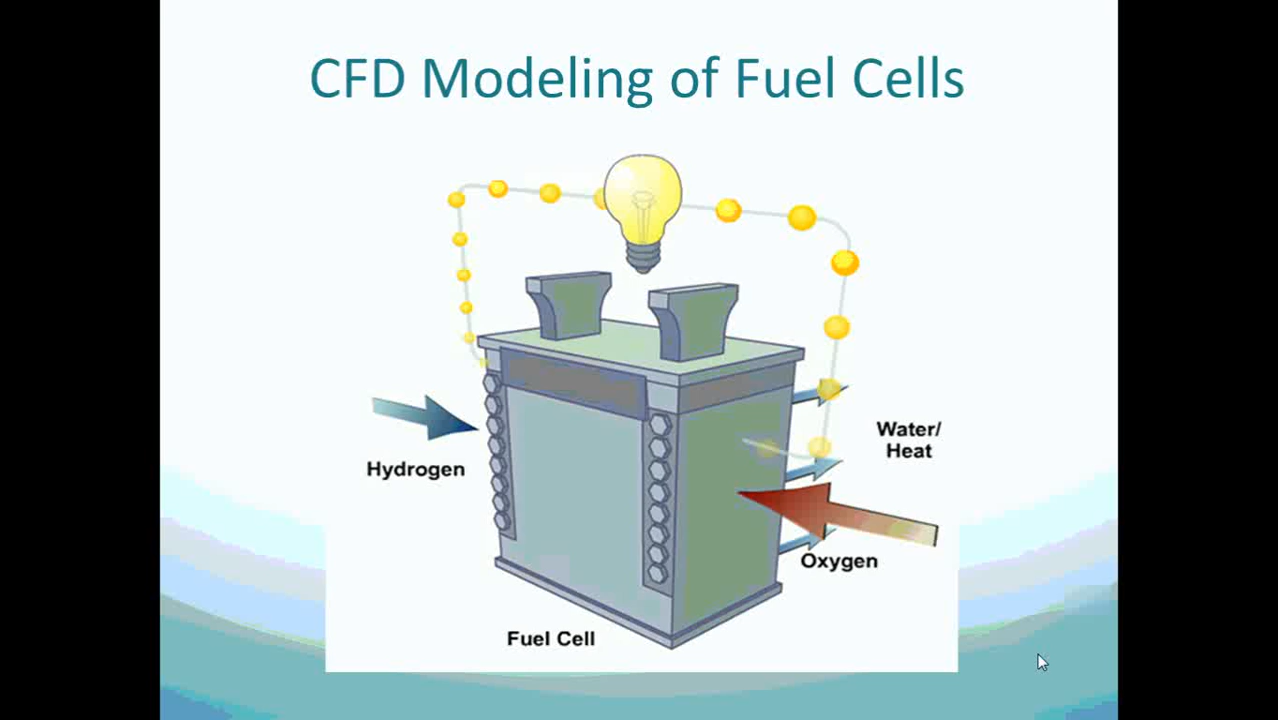 CFD Modeling of Fuel Cells
Water/
Heat
Hydrogen
Oxygen
Fuel Cell